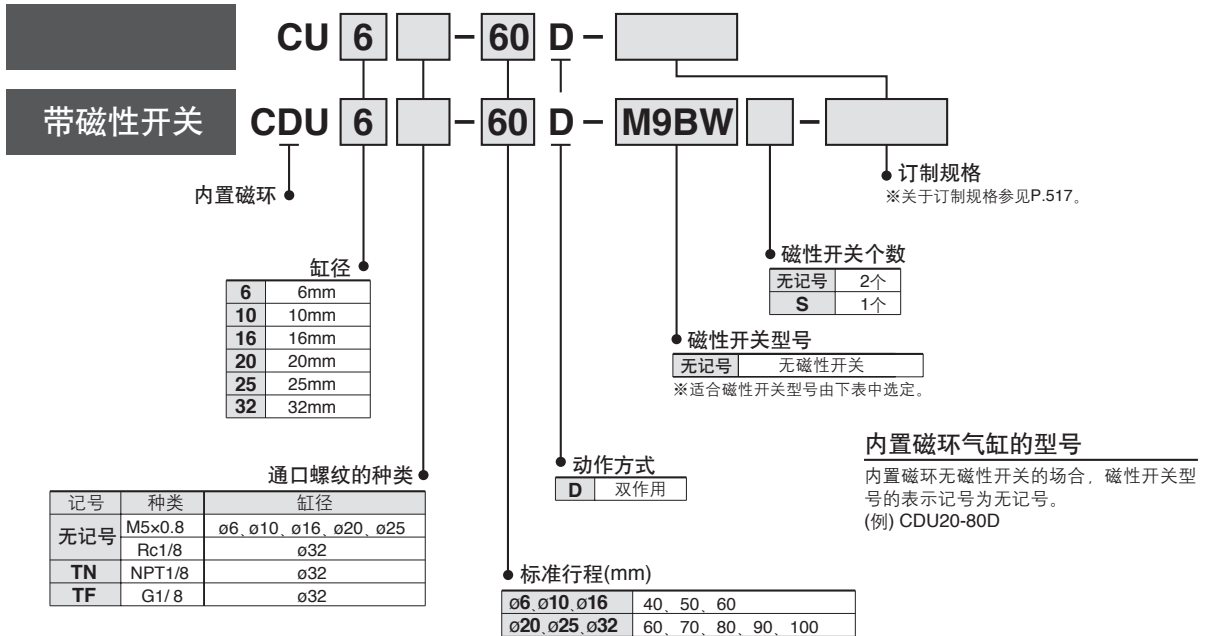 CU 6 - 60 D -
带磁性开关 CDU 6 - 60 D - M9BW -
内置磁环
订制规格
※关于订制规格参见P.517。
磁性开关个数
无记号 2个
S 1个
缸径
6 6mm
10 10mm
16 16mm
20 20mm
25 25mm
32 32mm
磁性开关型号
无记号 无磁性开关
※适合磁性开关型号由下表中选定。
通口螺纹的种类
记号 种类 缸径
无记号 M5×0.8 ø6、ø10、ø16、ø20、ø25
Rc1/8 ø32
TN NPT1/8 ø32
TF G1/8 ø32
动作方式
D 双作用
内置磁环气缸的型号
内置磁环无磁性开关的场合，磁性开关型
号的表示记号为无记号。
(例) CDU20-80D
标准行程(mm)
ø6、ø10、ø16 40、50、60
ø20、ø25、ø32 60、70、80、90、100